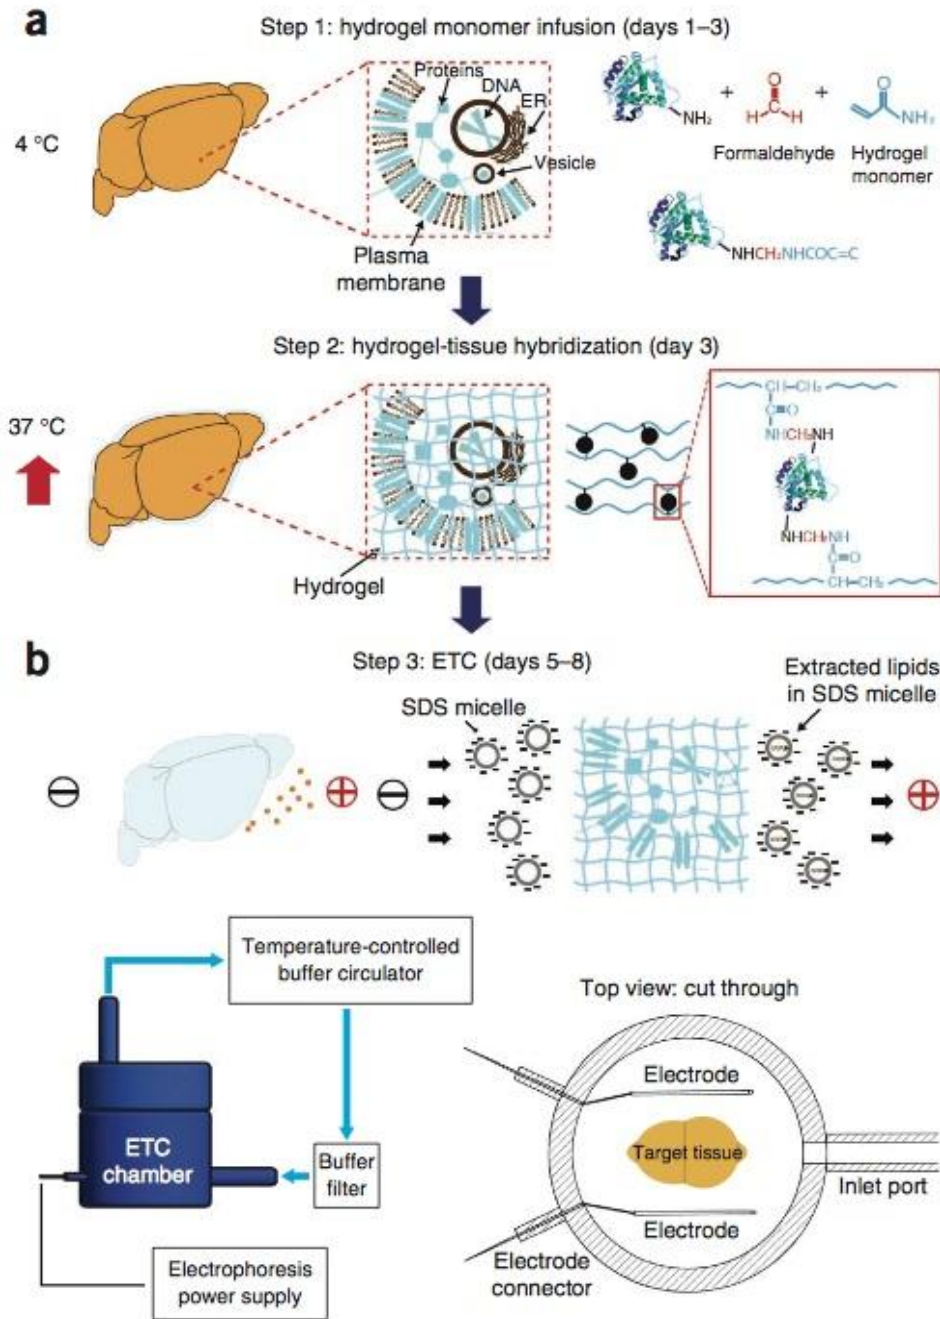 a
Step 1: hydrogel monomer infusion (days 1–3)
4 °C
Proteins
DNA
ER
Vesicle
Plasma
membrane
NH₂
+
H C H
O
+
O
NH₂
Formaldehyde
Hydrogel
monomer
NHCH₂NHCOC=C
Step 2: hydrogel-tissue hybridization (day 3)
37 °C
Hydrogel
CH–CH₂
C=O
NHCH₂NH
NHCH₂NH
C=O
CH–CH₂
b
Step 3: ETC (days 5–8)
SDS micelle
Extracted lipids
in SDS micelle
Temperature-controlled
buffer circulator
ETC
chamber
Buffer
filter
Electrophoresis
power supply
Top view: cut through
Electrode
Target tissue
Inlet port
Electrode
Electrode
connector